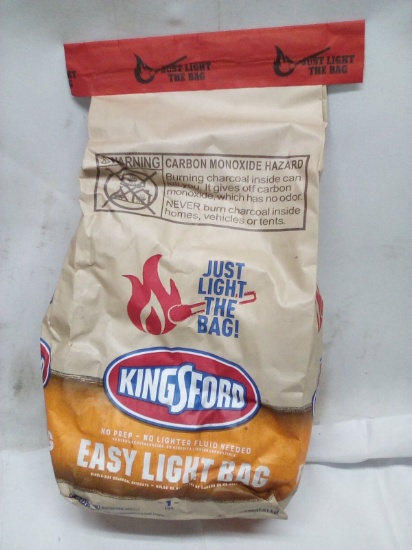 JUST LIGHT
THE BAG
JUST LIGHT
THE BAG
WARNING
CARBON MONOXIDE HAZARD
Burning charcoal inside can
kill you. It gives off carbon
monoxide, which has no odor.
NEVER burn charcoal inside
homes, vehicles or tents.
JUST
LIGHT
THE
BAG!
KINGSFORD
NO PREP – NO LIGHTER FLUID NEEDED
EASY LIGHT BAG